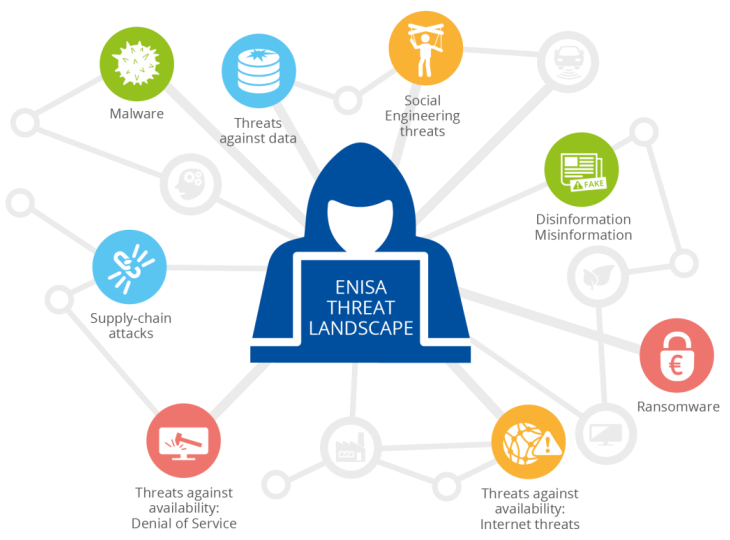 Malware
Threats
against data
Social
Engineering
threats
FAKE
Disinformation
Misinformation
ENISA
THREAT
LANDSCAPE
Supply-chain
attacks
€
Ransomware
Threats against
availability:
Denial of Service
Threats against
availability:
Internet threats